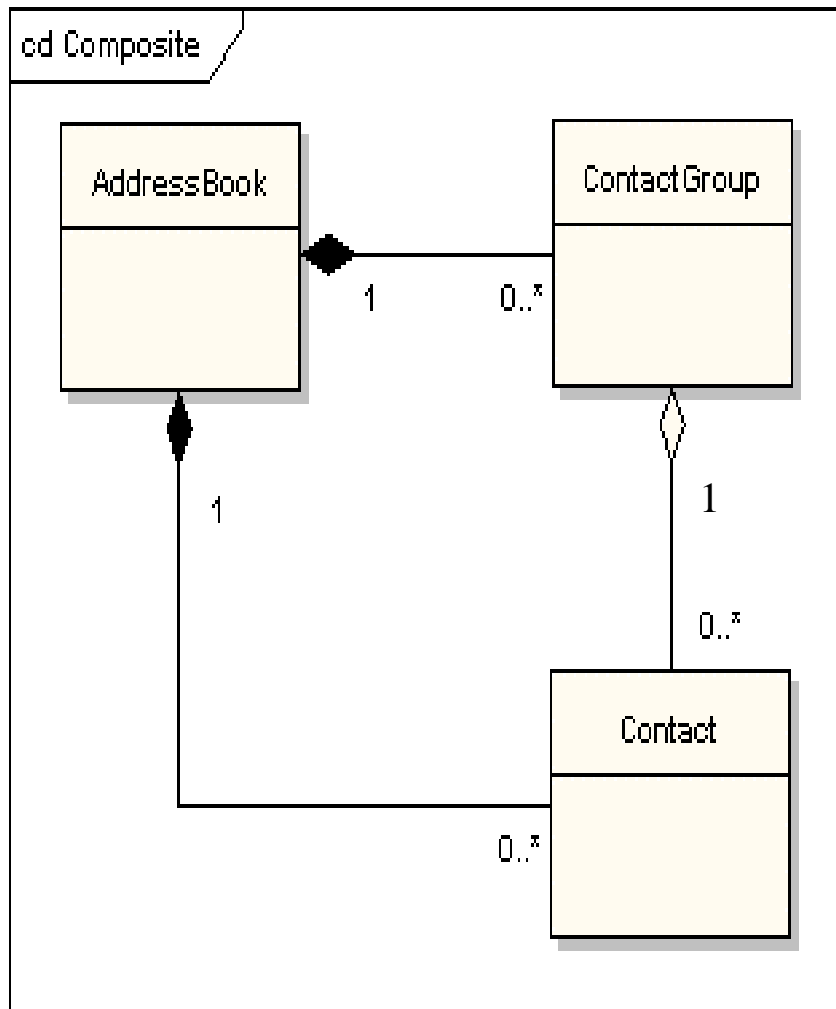 cd Composite
AddressBook
ContactGroup
1
0..*
1
1
0..*
Contact
0..*